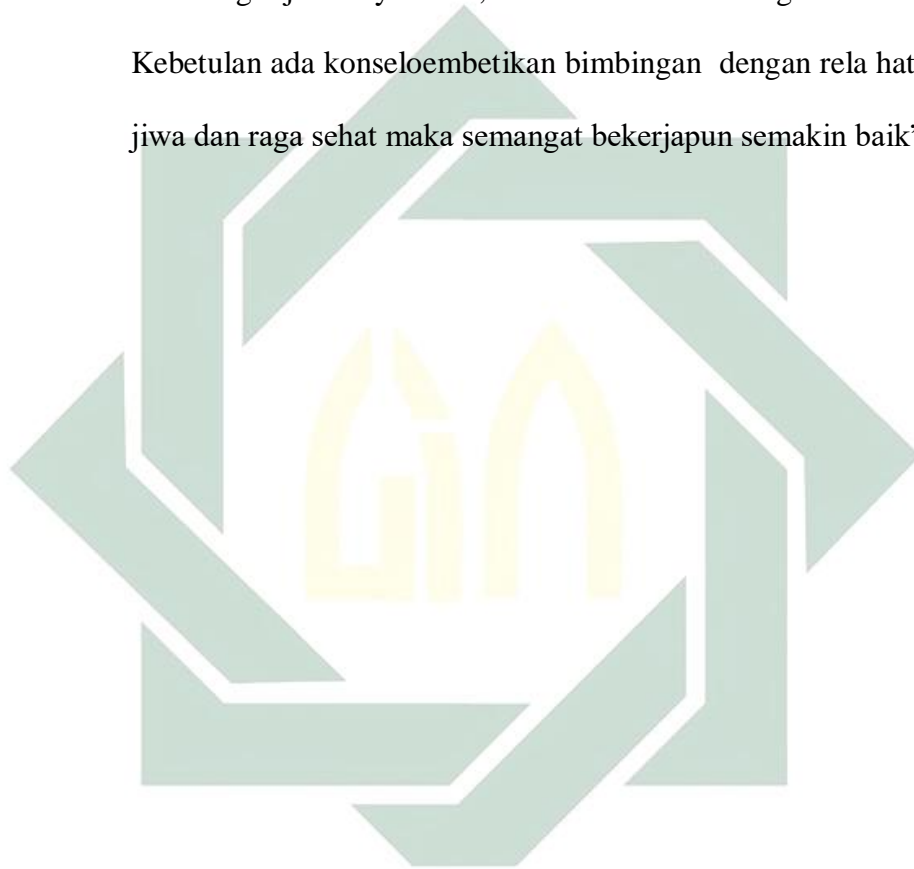 Kebetulan ada konseloembetikan bimbingan dengan rela hat
jiwa dan raga sehat maka semangat bekerjapun semakin baik”